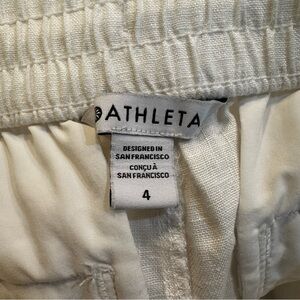 ATHLETA
DESIGNED IN
SAN FRANCISCO
CONÇU À
SAN FRANCISCO
4